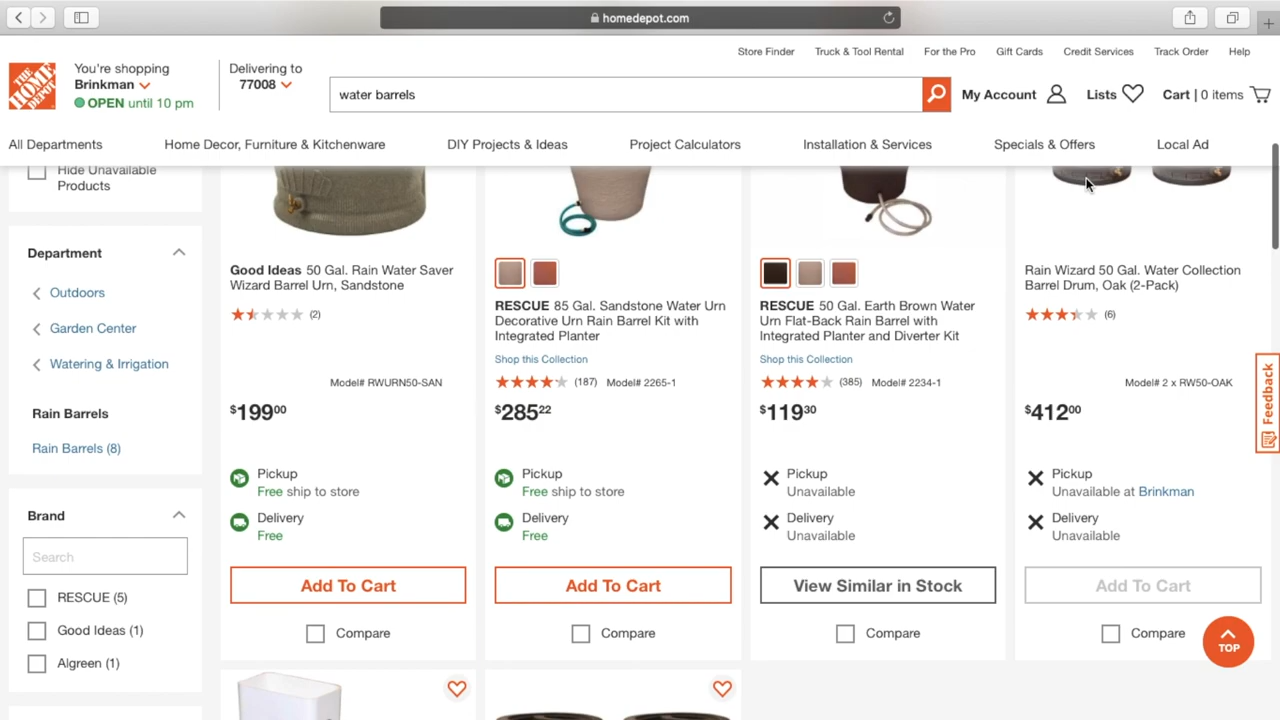 homedepot.com
Store Finder
Truck & Tool Rental
For the Pro
Gift Cards
Credit Services
Track Order
Help
THE HOME DEPOT
You're shopping
Brinkman
OPEN until 10 pm
Delivering to
77008
water barrels
My Account
Lists
Cart | 0 items
All Departments
Home Decor, Furniture & Kitchenware
DIY Projects & Ideas
Project Calculators
Installation & Services
Specials & Offers
Local Ad
Hide Unavailable
Products
Department
Outdoors
Garden Center
Watering & Irrigation
Rain Barrels
Rain Barrels (8)
Brand
Search
RESCUE (5)
Good Ideas (1)
Algreen (1)
Good Ideas 50 Gal. Rain Water Saver
Wizard Barrel Urn, Sandstone
(2)
Model# RWURN50-SAN
$19900
Pickup
Free ship to store
Delivery
Free
Add To Cart
Compare
RESCUE 85 Gal. Sandstone Water Urn
Decorative Urn Rain Barrel Kit with
Integrated Planter
Shop this Collection
(187) Model# 2265-1
$28522
Pickup
Free ship to store
Delivery
Free
Add To Cart
Compare
RESCUE 50 Gal. Earth Brown Water
Urn Flat-Back Rain Barrel with
Integrated Planter and Diverter Kit
Shop this Collection
(385) Model# 2234-1
$11930
Pickup
Unavailable
Delivery
Unavailable
View Similar in Stock
Compare
Rain Wizard 50 Gal. Water Collection
Barrel Drum, Oak (2-Pack)
(6)
Model# 2 x RW50-OAK
$41200
Pickup
Unavailable at Brinkman
Delivery
Unavailable
Add To Cart
Compare
Feedback
TOP